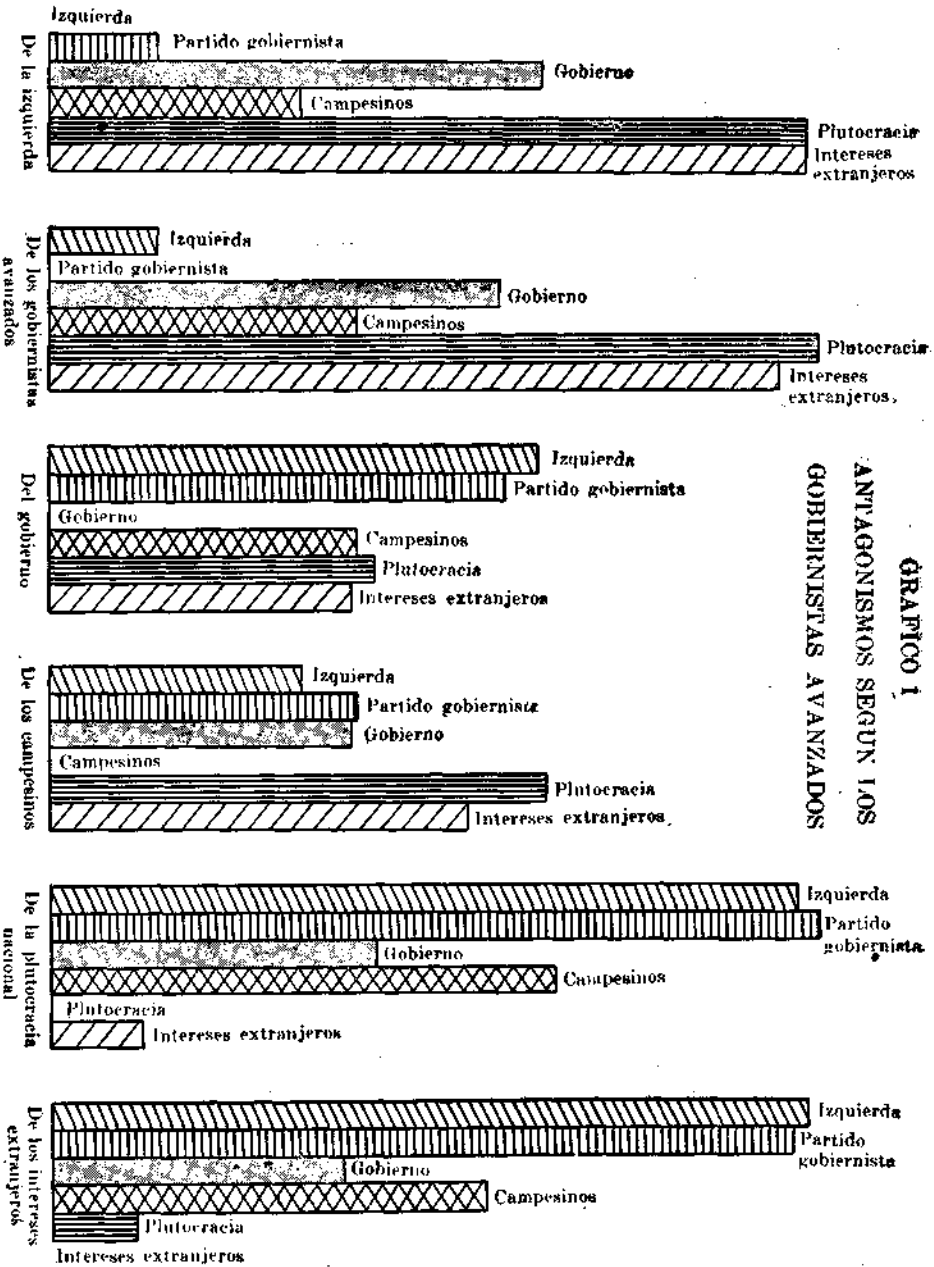 GRAFICO 1
ANTAGONISMOS SEGUN LOS
GOBIERNISTAS AVANZADOS
De la izquierda
Izquierda
Partido gobiernista
Gobierno
Campesinos
Plutocracia
Intereses
extranjeros
De los gobiernistas
avanzados
Izquierda
Partido gobiernista
Gobierno
Campesinos
Plutocracia
Intereses
extranjeros
Del gobierno
Izquierda
Partido gobiernista
Gobierno
Campesinos
Plutocracia
Intereses extranjeros
De los campesinos
Izquierda
Partido gobiernista
Gobierno
Campesinos
Plutocracia
Intereses extranjeros
De la plutocracia
nacional
Izquierda
Partido
gobiernista
Gobierno
Campesinos
Plutocracia
Intereses extranjeros
De los intereses
extranjeros
Izquierda
Partido
gobiernista
Gobierno
Campesinos
Plutocracia
Intereses extranjeros